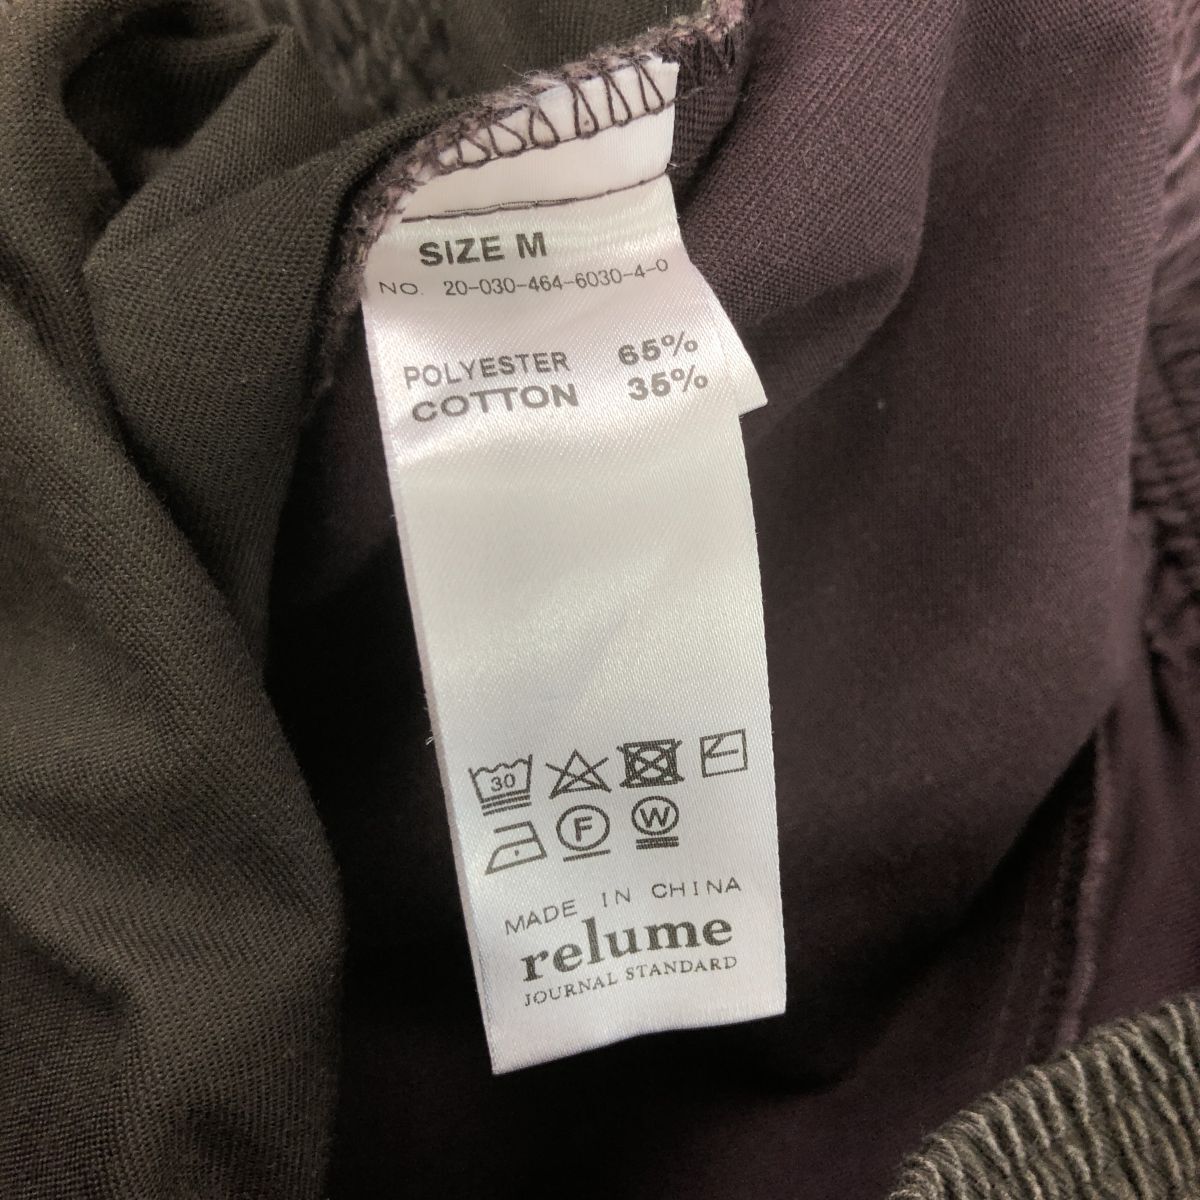 SIZE M
NO. 20-030-464-6030-4-0
POLYESTER 65%
COTTON 35%
30
F W
MADE IN CHINA
relume
JOURNAL STANDARD